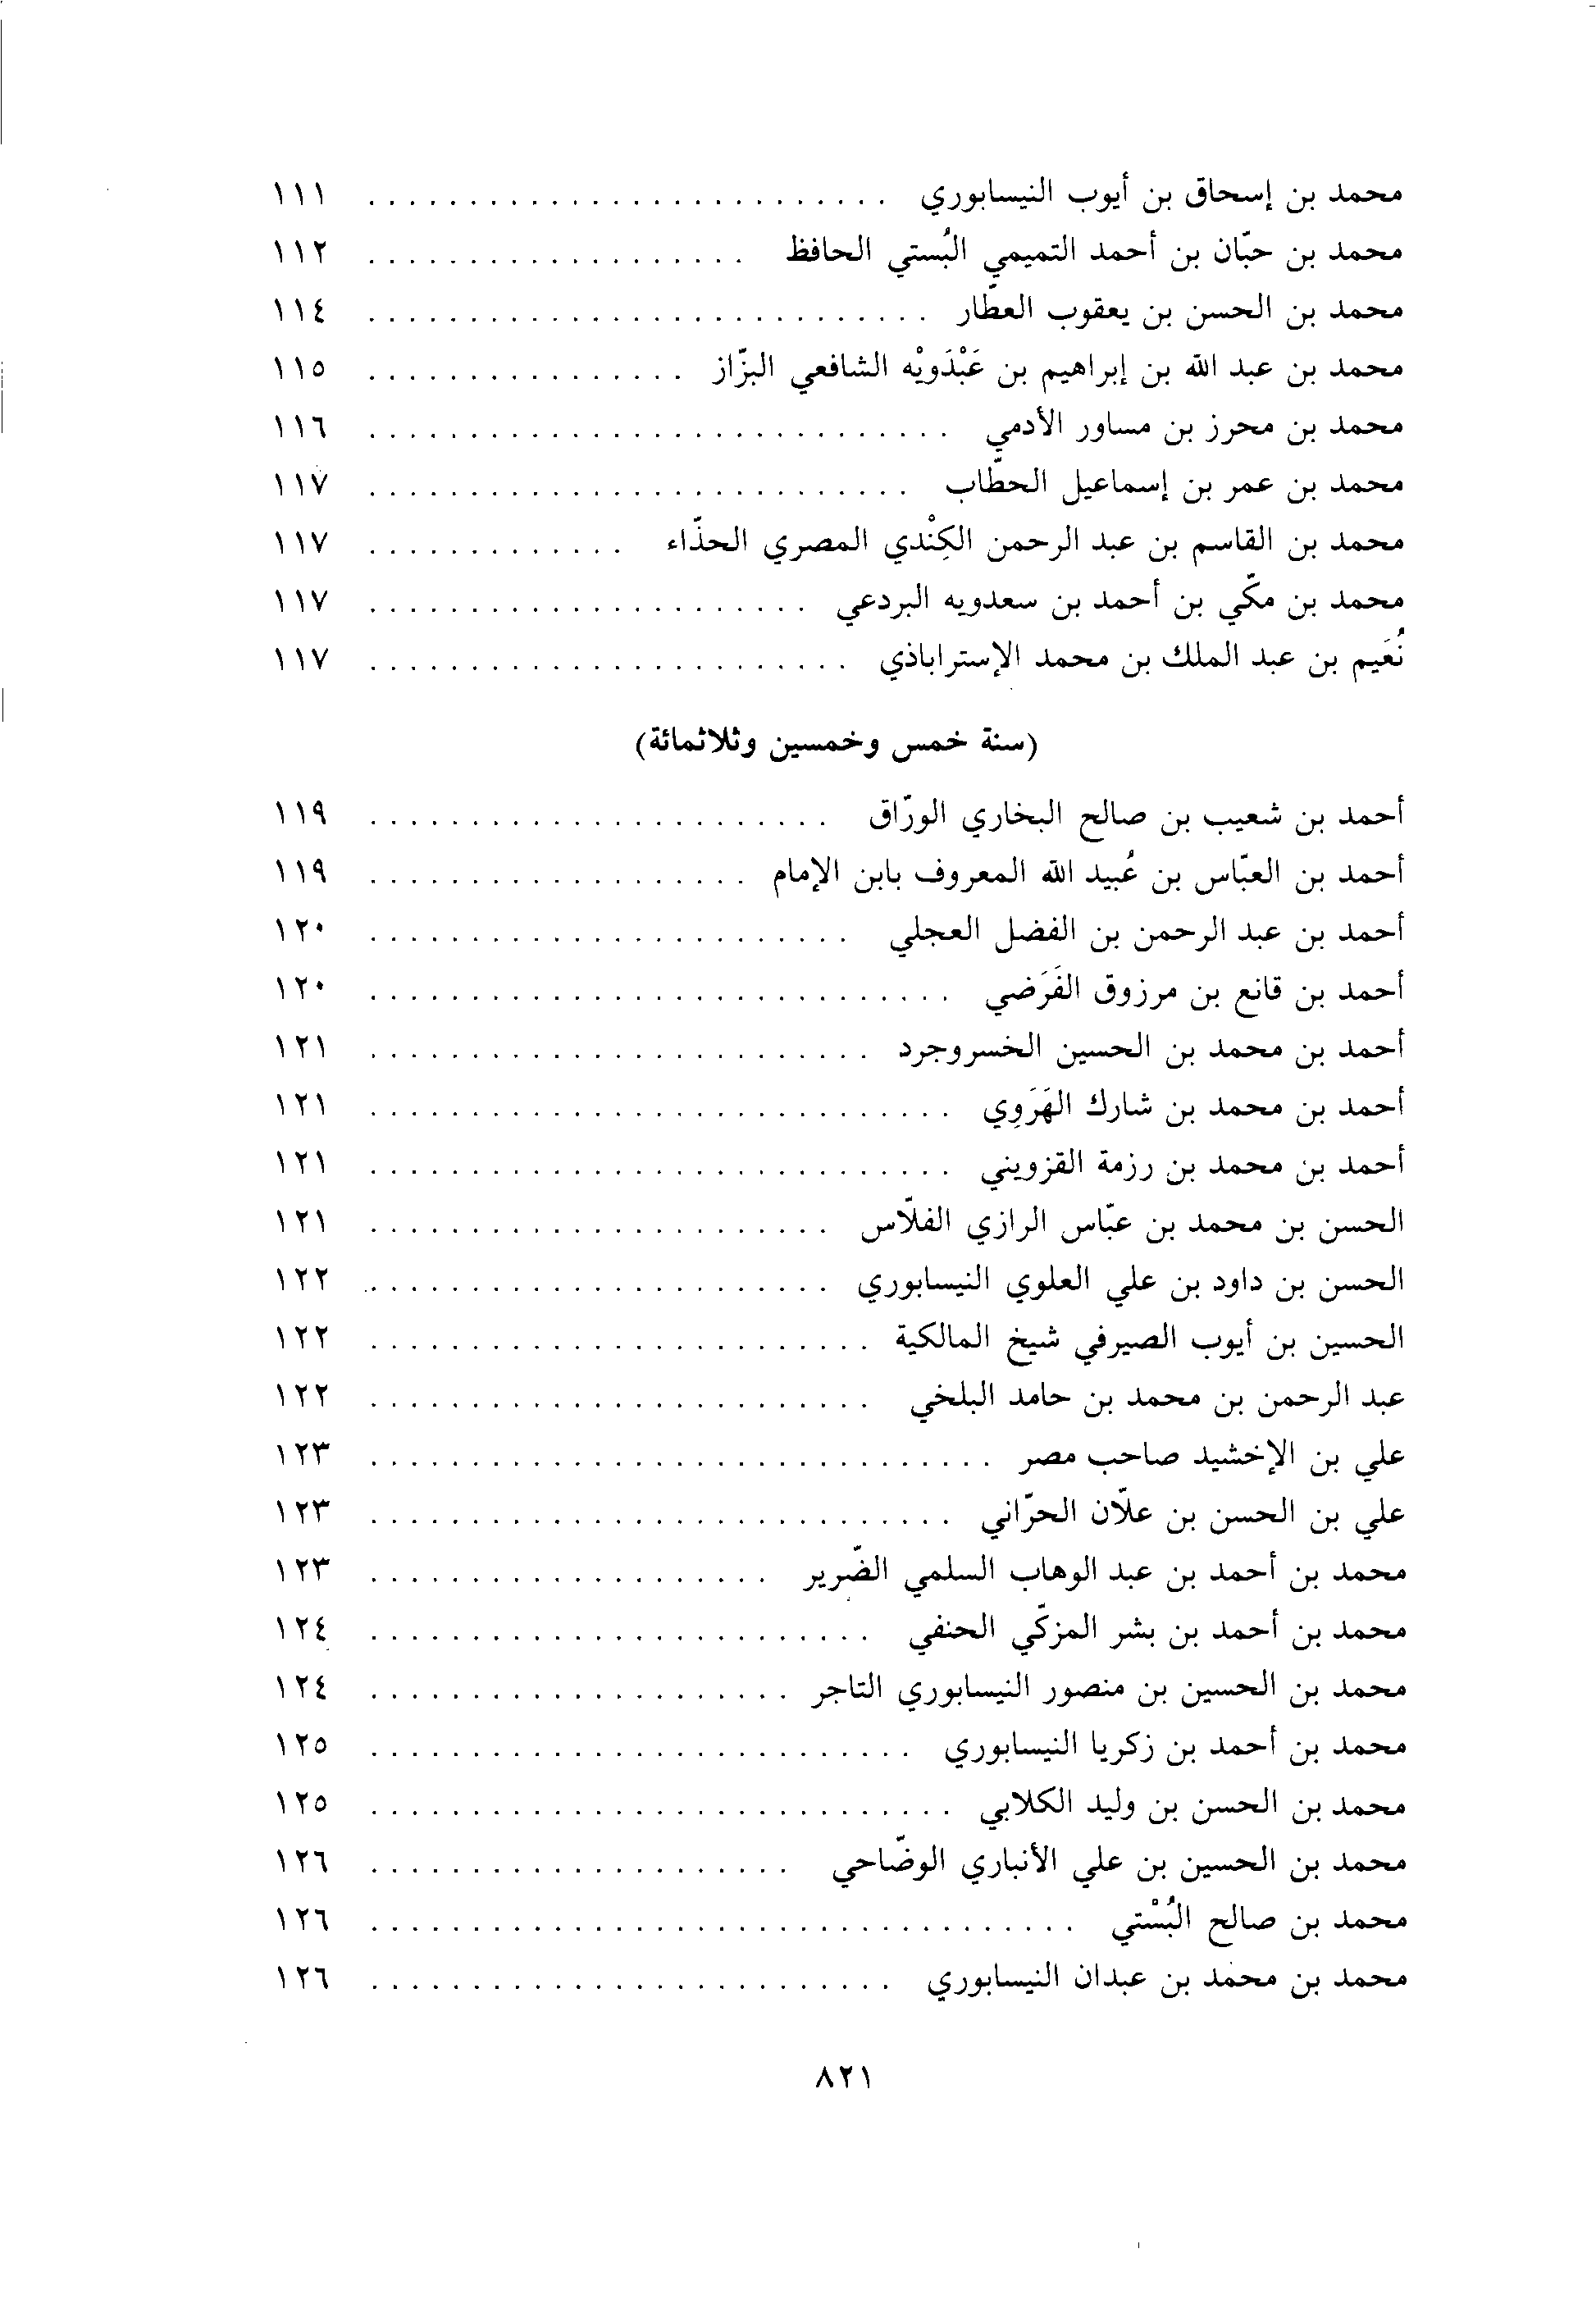 محمد بن إسحاق بن أيوب النيسابوري . . . . . . . . . . . . . . . . . . . . . . . . . . ١١١
محمد بن حبّان بن أحمد التميمي البُستي الحافظ . . . . . . . . . . . . . . . . . . . ١١٢
محمد بن الحسن بن يعقوب العطّار . . . . . . . . . . . . . . . . . . . . . . . . . . . . ١١٤
محمد بن عبد الله بن إبراهيم بن عَبْدَويْه الشافعي البزّاز . . . . . . . . . . . . . . . . ١١٥
محمد بن محرز بن مساور الأدمي . . . . . . . . . . . . . . . . . . . . . . . . . . . . . ١١٦
محمد بن عمر بن إسماعيل الحطّاب . . . . . . . . . . . . . . . . . . . . . . . . . . . ١١٧
محمد بن القاسم بن عبد الرحمن الكِنْدي المصري الحذّاء . . . . . . . . . . . . . ١١٧
محمد بن مكّي بن أحمد بن سعدويه البردعي . . . . . . . . . . . . . . . . . . . . . . ١١٧
نُعَيم بن عبد الملك بن محمد الإستراباذي . . . . . . . . . . . . . . . . . . . . . . . . ١١٧
(سنة خمس وخمسين وثلاثمائة)
أحمد بن شعيب بن صالح البخاري الورّاق . . . . . . . . . . . . . . . . . . . . . . . ١١٩
أحمد بن العبّاس بن عُبيد الله المعروف بابن الإمام . . . . . . . . . . . . . . . . . . . ١١٩
أحمد بن عبد الرحمن بن الفضل العجلي . . . . . . . . . . . . . . . . . . . . . . . . ١٢٠
أحمد بن قانع بن مرزوق الفَرَضي . . . . . . . . . . . . . . . . . . . . . . . . . . . . . ١٢٠
أحمد بن محمد بن الحسين الخسروجرد . . . . . . . . . . . . . . . . . . . . . . . . . ١٢١
أحمد بن محمد بن شارك الهَرَوِي . . . . . . . . . . . . . . . . . . . . . . . . . . . . . ١٢١
أحمد بن محمد بن رزمة القزويني . . . . . . . . . . . . . . . . . . . . . . . . . . . . . ١٢١
الحسن بن محمد بن عبّاس الرازي الفلّاس . . . . . . . . . . . . . . . . . . . . . . . ١٢١
الحسن بن داود بن علي العلوي النيسابوري . . . . . . . . . . . . . . . . . . . . . . . ١٢٢
الحسين بن أيوب الصيرفي شيخ المالكية . . . . . . . . . . . . . . . . . . . . . . . . . ١٢٢
عبد الرحمن بن محمد بن حامد البلخي . . . . . . . . . . . . . . . . . . . . . . . . . ١٢٢
علي بن الإخشيد صاحب مصر . . . . . . . . . . . . . . . . . . . . . . . . . . . . . . . ١٢٣
علي بن الحسن بن علّان الحرّاني . . . . . . . . . . . . . . . . . . . . . . . . . . . . . ١٢٣
محمد بن أحمد بن عبد الوهاب السلمي الضّرير . . . . . . . . . . . . . . . . . . . . ١٢٣
محمد بن أحمد بن بشر المزكّي الحنفي . . . . . . . . . . . . . . . . . . . . . . . . . ١٢٤
محمد بن الحسين بن منصور النيسابوري التاجر . . . . . . . . . . . . . . . . . . . . . ١٢٤
محمد بن أحمد بن زكريا النيسابوري . . . . . . . . . . . . . . . . . . . . . . . . . . . ١٢٥
محمد بن الحسن بن وليد الكلابي . . . . . . . . . . . . . . . . . . . . . . . . . . . . . ١٢٥
محمد بن الحسين بن علي الأنباري الوضّاحي . . . . . . . . . . . . . . . . . . . . . ١٢٦
محمد بن صالح البُسْتي . . . . . . . . . . . . . . . . . . . . . . . . . . . . . . . . . . . ١٢٦
محمد بن محمد بن عبدان النيسابوري . . . . . . . . . . . . . . . . . . . . . . . . . . ١٢٦
٨٢١